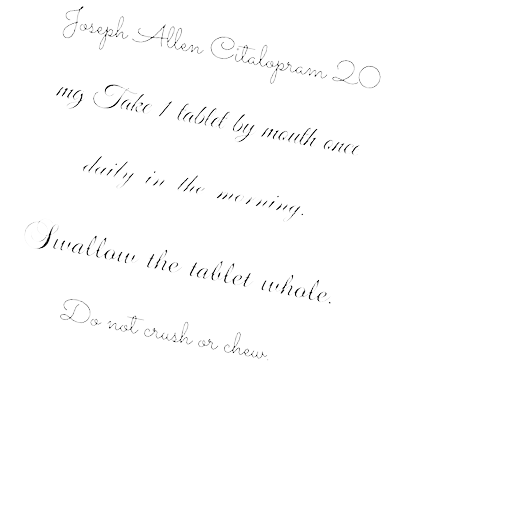 Joseph Allen Citalopram 20
mg Take 1 tablet by mouth once
daily in the morning.
Swallow the tablet whole.
Do not crush or chew.